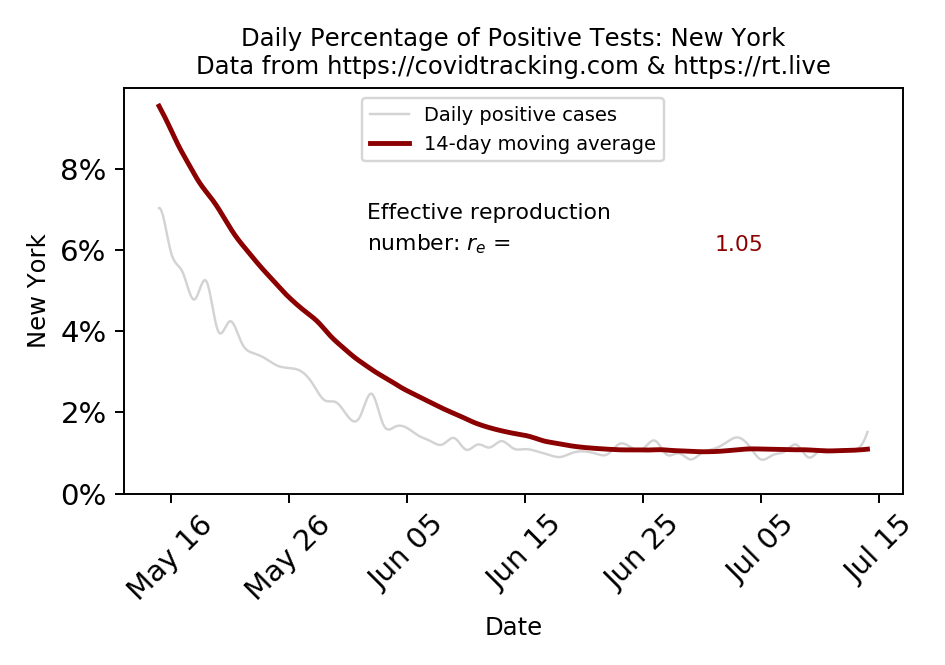 Daily Percentage of Positive Tests: New York
Data from https://covidtracking.com & https://rt.live
Daily positive cases
14-day moving average
Effective reproduction
number: rₑ = 1.05
8%
6%
4%
2%
0%
New York
May 16
May 26
Jun 05
Jun 15
Jun 25
Jul 05
Jul 15
Date